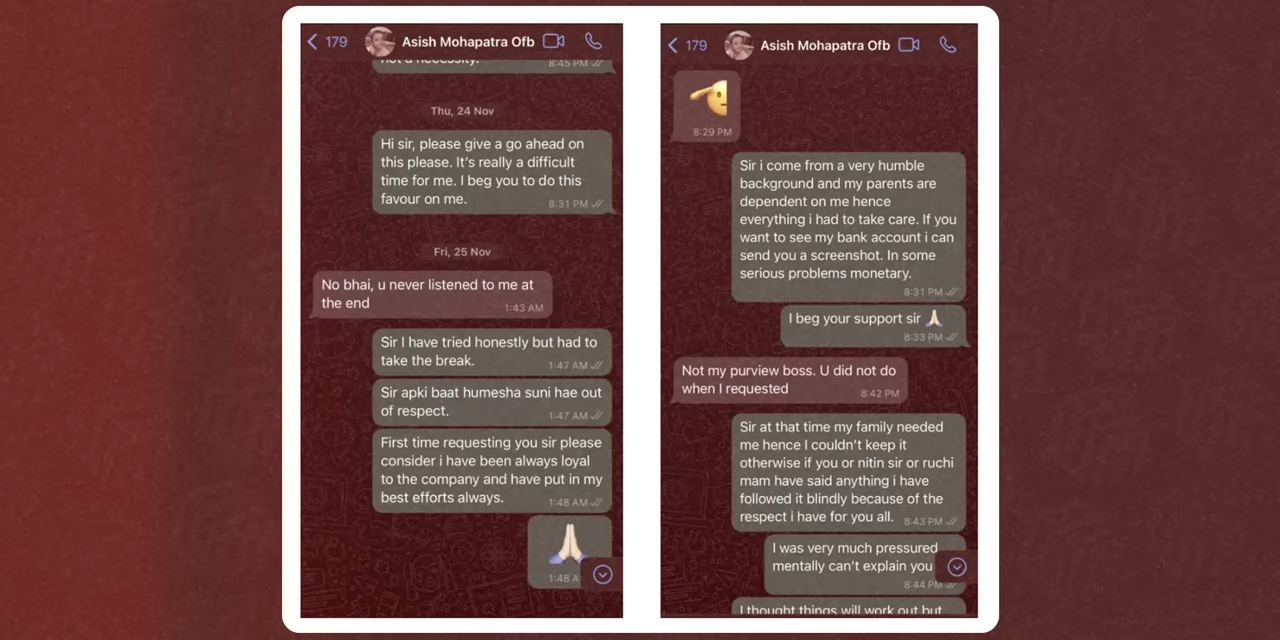 179
Asish Mohapatra Ofb
not a necessity.
8:45 PM
Thu, 24 Nov
Hi sir, please give a go ahead on
this please. It's really a difficult
time for me. I beg you to do this
favour on me.
8:31 PM
Fri, 25 Nov
No bhai, u never listened to me at
the end
1:43 AM
Sir I have tried honestly but had to
take the break.
1:47 AM
Sir apki baat humesha suni hae out
of respect.
1:47 AM
First time requesting you sir please
consider i have been always loyal
to the company and have put in my
best efforts always.
1:48 AM
1:48 A
179
Asish Mohapatra Ofb
8:29 PM
Sir i come from a very humble
background and my parents are
dependent on me hence
everything i had to take care. If you
want to see my bank account i can
send you a screenshot. In some
serious problems monetary.
8:31 PM
I beg your support sir 🙏🏻
8:33 PM
Not my purview boss. U did not do
when I requested
8:42 PM
Sir at that time my family needed
me hence I couldn't keep it
otherwise if you or nitin sir or ruchi
mam have said anything i have
followed it blindly because of the
respect i have for you all.
8:43 PM
I was very much pressured
mentally can't explain you
8:44 PM
I thought things will work out but